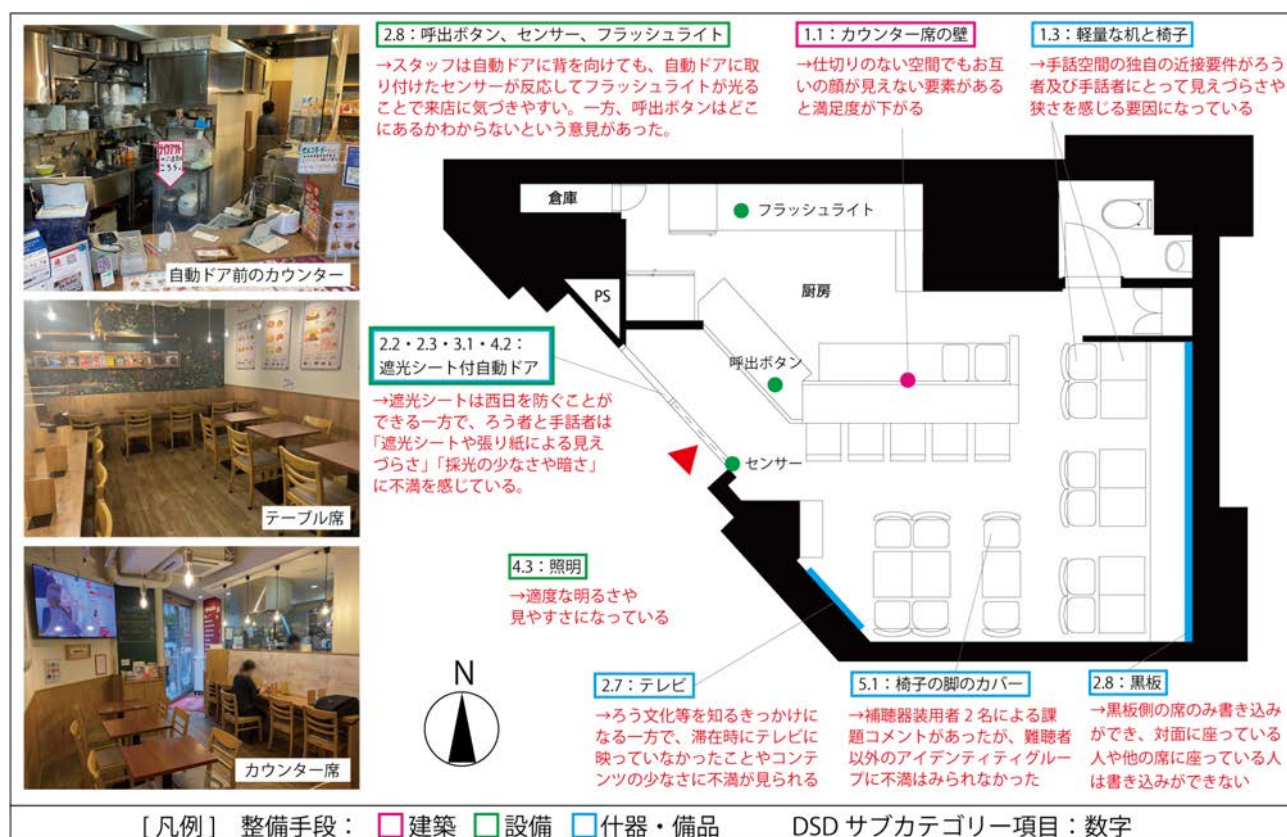 2.8：呼出ボタン、センサー、フラッシュライト
→スタッフは自動ドアに背を向けても、自動ドアに取
り付けたセンサーが反応してフラッシュライトが光る
ことで来店に気づきやすい。一方、呼出ボタンはどこ
にあるかわからないという意見があった。
1.1：カウンター席の壁
→仕切りのない空間でもお互
いの顔が見えない要素がある
と満足度が下がる
1.3：軽量な机と椅子
→手話空間の独自の近接要件がろう
者及び手話者にとって見えづらさや
狭さを感じる要因になっている
テイクアウト
こちら
自動ドア前のカウンター
倉庫
フラッシュライト
PS
厨房
呼出ボタン
センサー
2.2・2.3・3.1・4.2：
遮光シート付自動ドア
→遮光シートは西日を防ぐことが
できる一方で、ろう者と手話者は
「遮光シートや張り紙による見え
づらさ」「採光の少なさや暗さ」
に不満を感じている。
テーブル席
4.3：照明
→適度な明るさや
見やすさになっている
カウンター席
N
2.7：テレビ
→ろう文化等を知るきっかけに
なる一方で、滞在時にテレビに
映っていなかったことやコンテ
ンツの少なさに不満が見られる
5.1：椅子の脚のカバー
→補聴器装用者 2 名による課
題コメントがあったが、難聴者
以外のアイデンティティグルー
プに不満はみられなかった
2.8：黒板
→黒板側の席のみ書き込み
ができ、対面に座っている
人や他の席に座っている人
は書き込みができない
[ 凡例 ] 整備手段： 建築 設備 什器・備品 DSD サブカテゴリー項目：数字